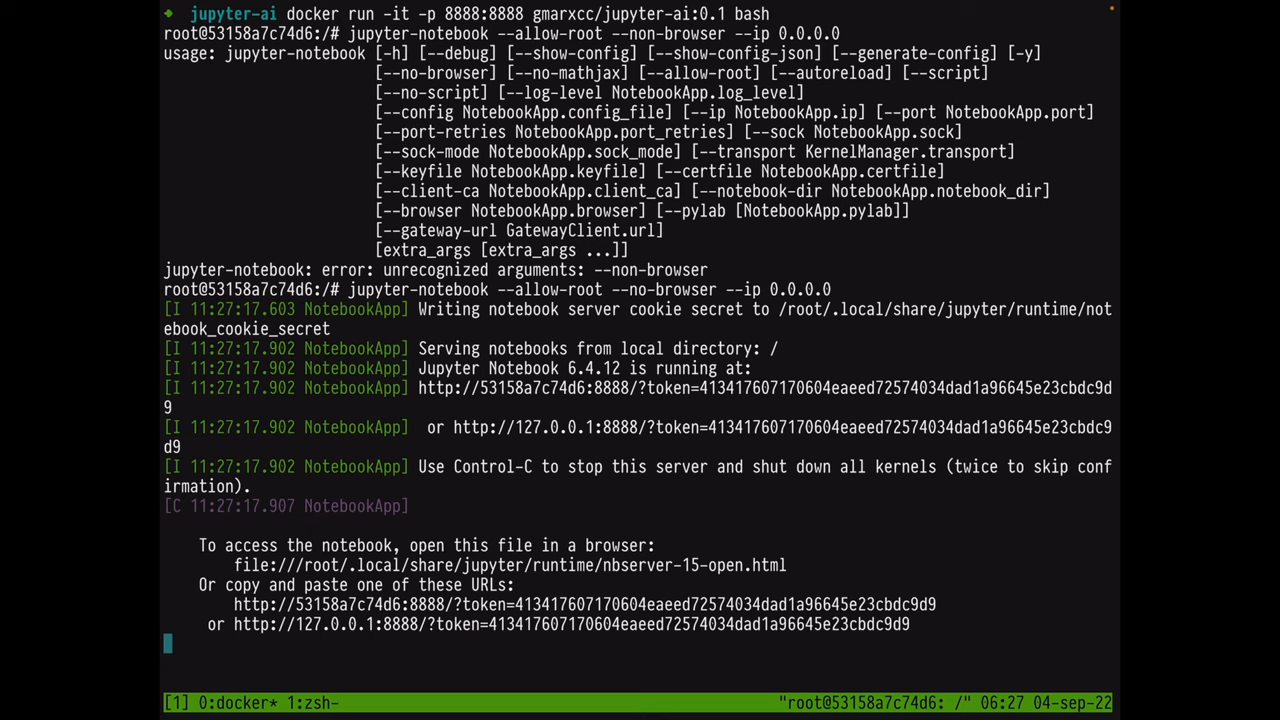 ➜ jupyter-ai docker run -it -p 8888:8888 gmarxcc/jupyter-ai:0.1 bash
root@53158a7c74d6:/# jupyter-notebook --allow-root --non-browser --ip 0.0.0.0
usage: jupyter-notebook [-h] [--debug] [--show-config] [--show-config-json] [--generate-config] [-y]
[--no-browser] [--no-mathjax] [--allow-root] [--autoreload] [--script]
[--no-script] [--log-level NotebookApp.log_level]
[--config NotebookApp.config_file] [--ip NotebookApp.ip] [--port NotebookApp.port]
[--port-retries NotebookApp.port_retries] [--sock NotebookApp.sock]
[--sock-mode NotebookApp.sock_mode] [--transport KernelManager.transport]
[--keyfile NotebookApp.keyfile] [--certfile NotebookApp.certfile]
[--client-ca NotebookApp.client_ca] [--notebook-dir NotebookApp.notebook_dir]
[--browser NotebookApp.browser] [--pylab [NotebookApp.pylab]]
[--gateway-url GatewayClient.url]
[extra_args [extra_args ...]]
jupyter-notebook: error: unrecognized arguments: --non-browser
root@53158a7c74d6:/# jupyter-notebook --allow-root --no-browser --ip 0.0.0.0
[I 11:27:17.603 NotebookApp] Writing notebook server cookie secret to /root/.local/share/jupyter/runtime/not
ebook_cookie_secret
[I 11:27:17.902 NotebookApp] Serving notebooks from local directory: /
[I 11:27:17.902 NotebookApp] Jupyter Notebook 6.4.12 is running at:
[I 11:27:17.902 NotebookApp] http://53158a7c74d6:8888/?token=413417607170604eaeed72574034dad1a96645e23cbdc9d
9
[I 11:27:17.902 NotebookApp]  or http://127.0.0.1:8888/?token=413417607170604eaeed72574034dad1a96645e23cbdc9
d9
[I 11:27:17.902 NotebookApp] Use Control-C to stop this server and shut down all kernels (twice to skip conf
irmation).
[C 11:27:17.907 NotebookApp]
To access the notebook, open this file in a browser:
file:///root/.local/share/jupyter/runtime/nbserver-15-open.html
Or copy and paste one of these URLs:
http://53158a7c74d6:8888/?token=413417607170604eaeed72574034dad1a96645e23cbdc9d9
or http://127.0.0.1:8888/?token=413417607170604eaeed72574034dad1a96645e23cbdc9d9
[1] 0:docker* 1:zsh- "root@53158a7c74d6: /" 06:27 04-sep-22